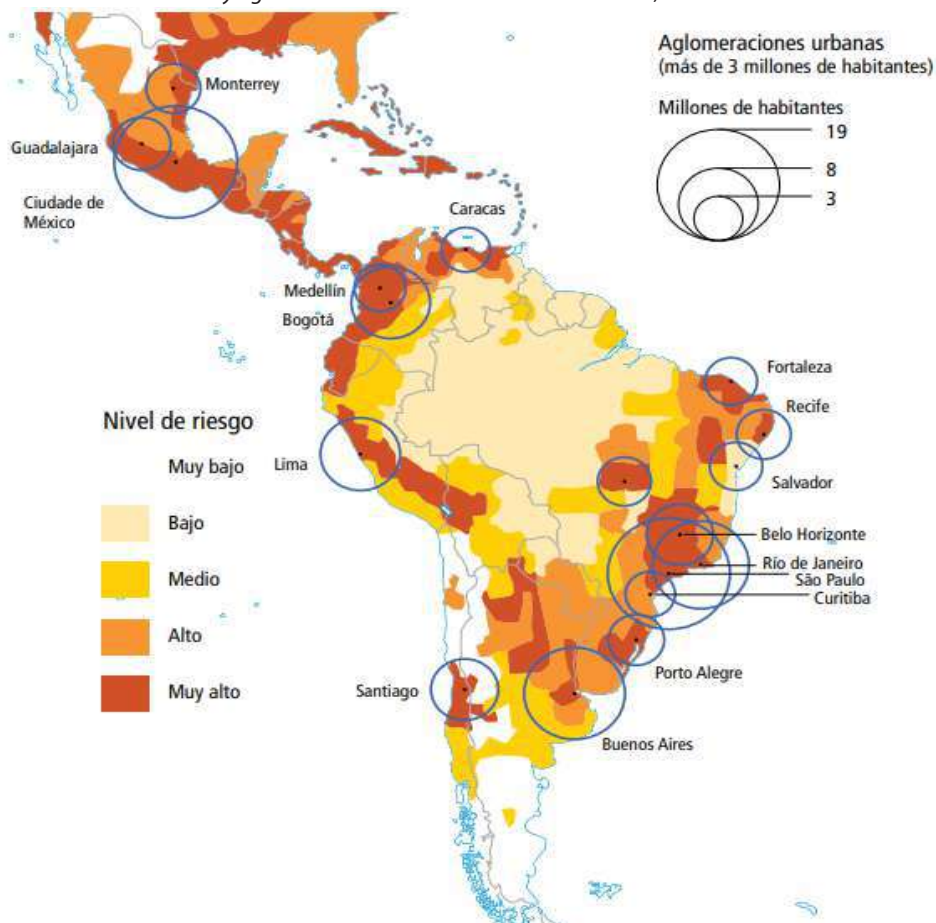 Aglomeraciones urbanas
(más de 3 millones de habitantes)
Millones de habitantes
19
8
3
Monterrey
Guadalajara
Ciudade de
México
Caracas
Medellín
Bogotá
Fortaleza
Recife
Nivel de riesgo
Muy bajo
Lima
Salvador
Bajo
Belo Horizonte
Medio
Río de Janeiro
São Paulo
Curitiba
Alto
Porto Alegre
Muy alto
Santiago
Buenos Aires